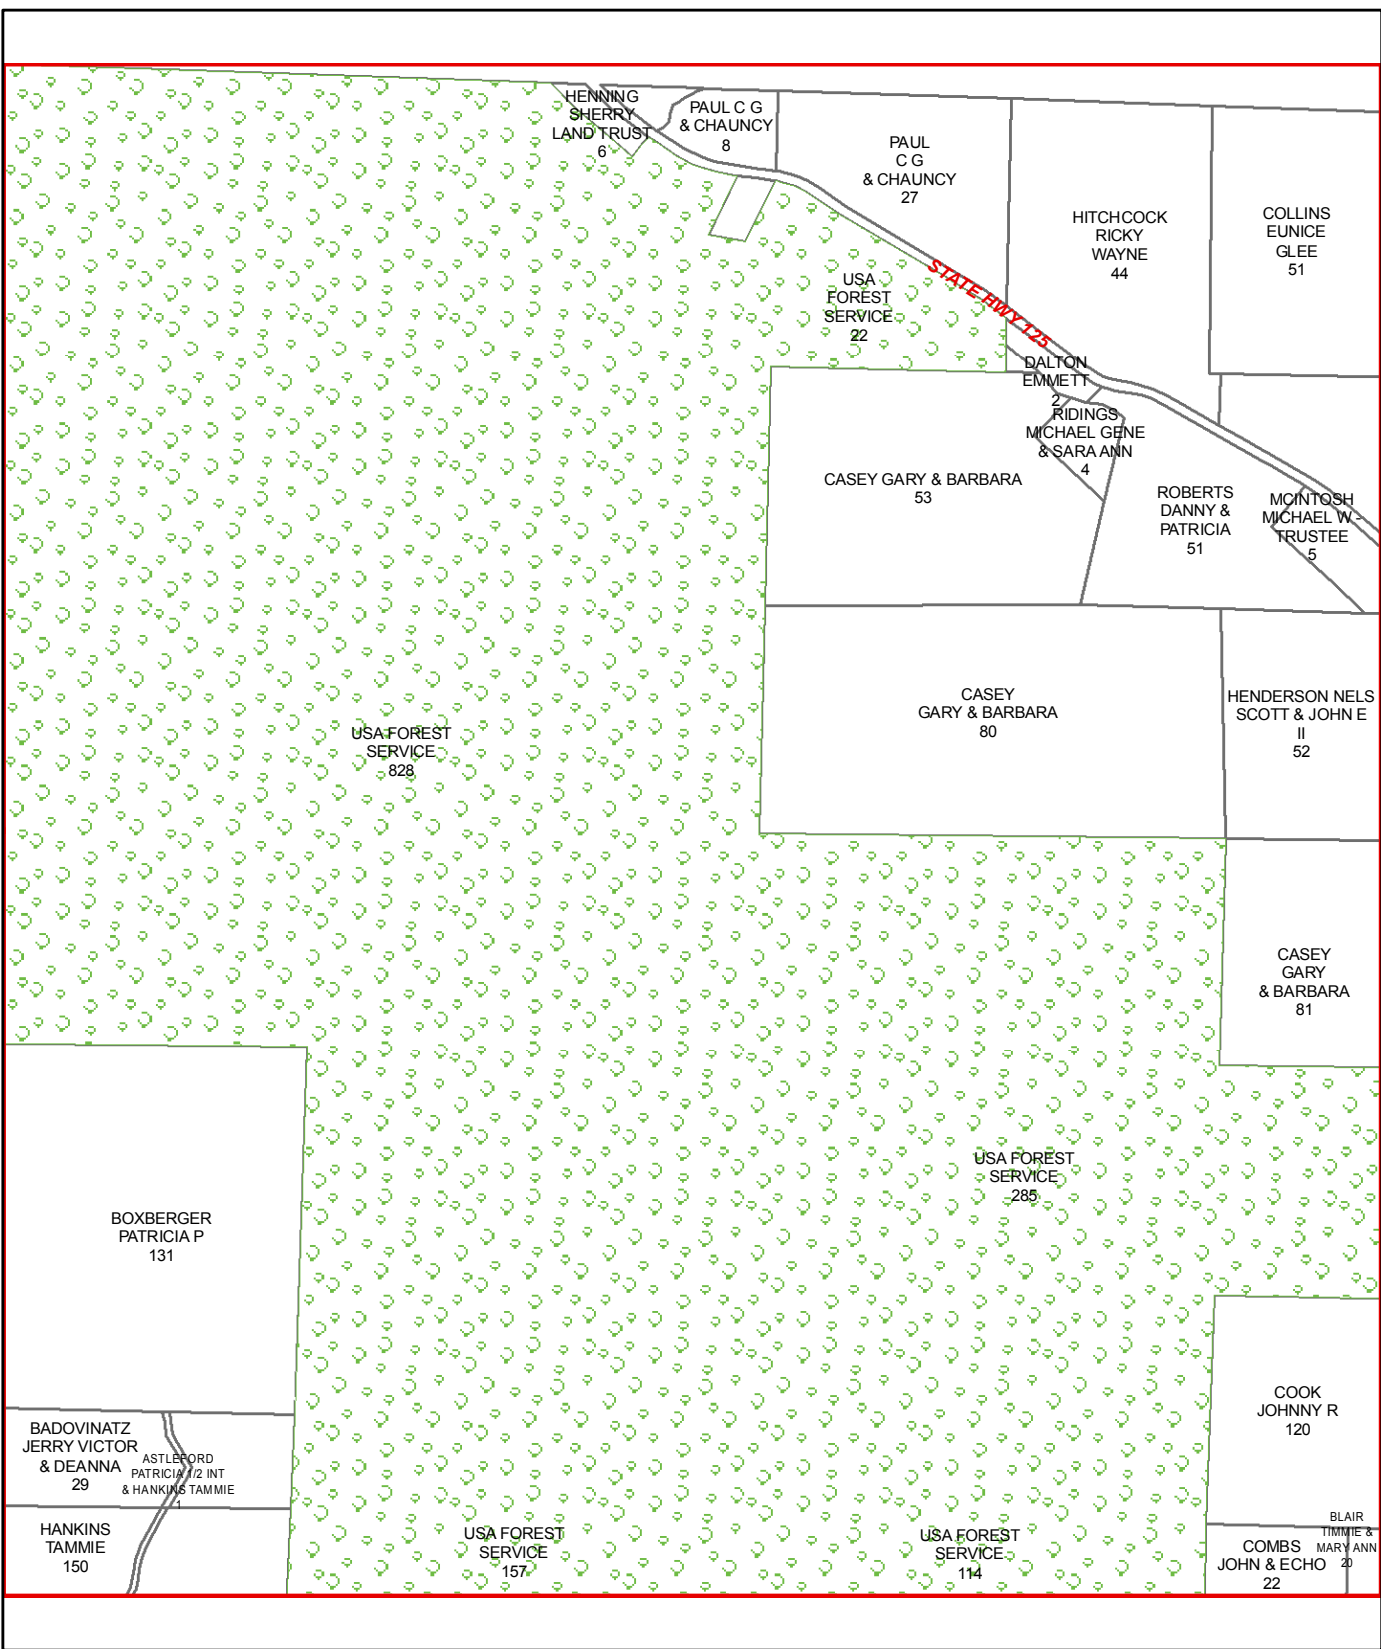 HENNING
SHERRY
LAND TRUST
6
PAUL C G
& CHAUNCY
8
PAUL
C G
& CHAUNCY
27
HITCHCOCK
RICKY
WAYNE
44
COLLINS
EUNICE
GLEE
51
USA
FOREST
SERVICE
22
STATE HWY 125
DALTON
EMMETT
2
RIDINGS
MICHAEL GENE
& SARA ANN
4
CASEY GARY & BARBARA
53
ROBERTS
DANNY &
PATRICIA
51
MCINTOSH
MICHAEL W -
TRUSTEE
5
USA FOREST
SERVICE
828
CASEY
GARY & BARBARA
80
HENDERSON NELS
SCOTT & JOHN E
II
52
CASEY
GARY
& BARBARA
81
USA FOREST
SERVICE
285
BOXBERGER
PATRICIA P
131
COOK
JOHNNY R
120
BADOVINATZ
JERRY VICTOR
& DEANNA
29
ASTLEFORD
PATRICIA 1/2 INT
& HANKINS TAMMIE
1
HANKINS
TAMMIE
150
USA FOREST
SERVICE
157
USA FOREST
SERVICE
114
COMBS
JOHN & ECHO
22
BLAIR
TIMMIE &
MARY ANN
20